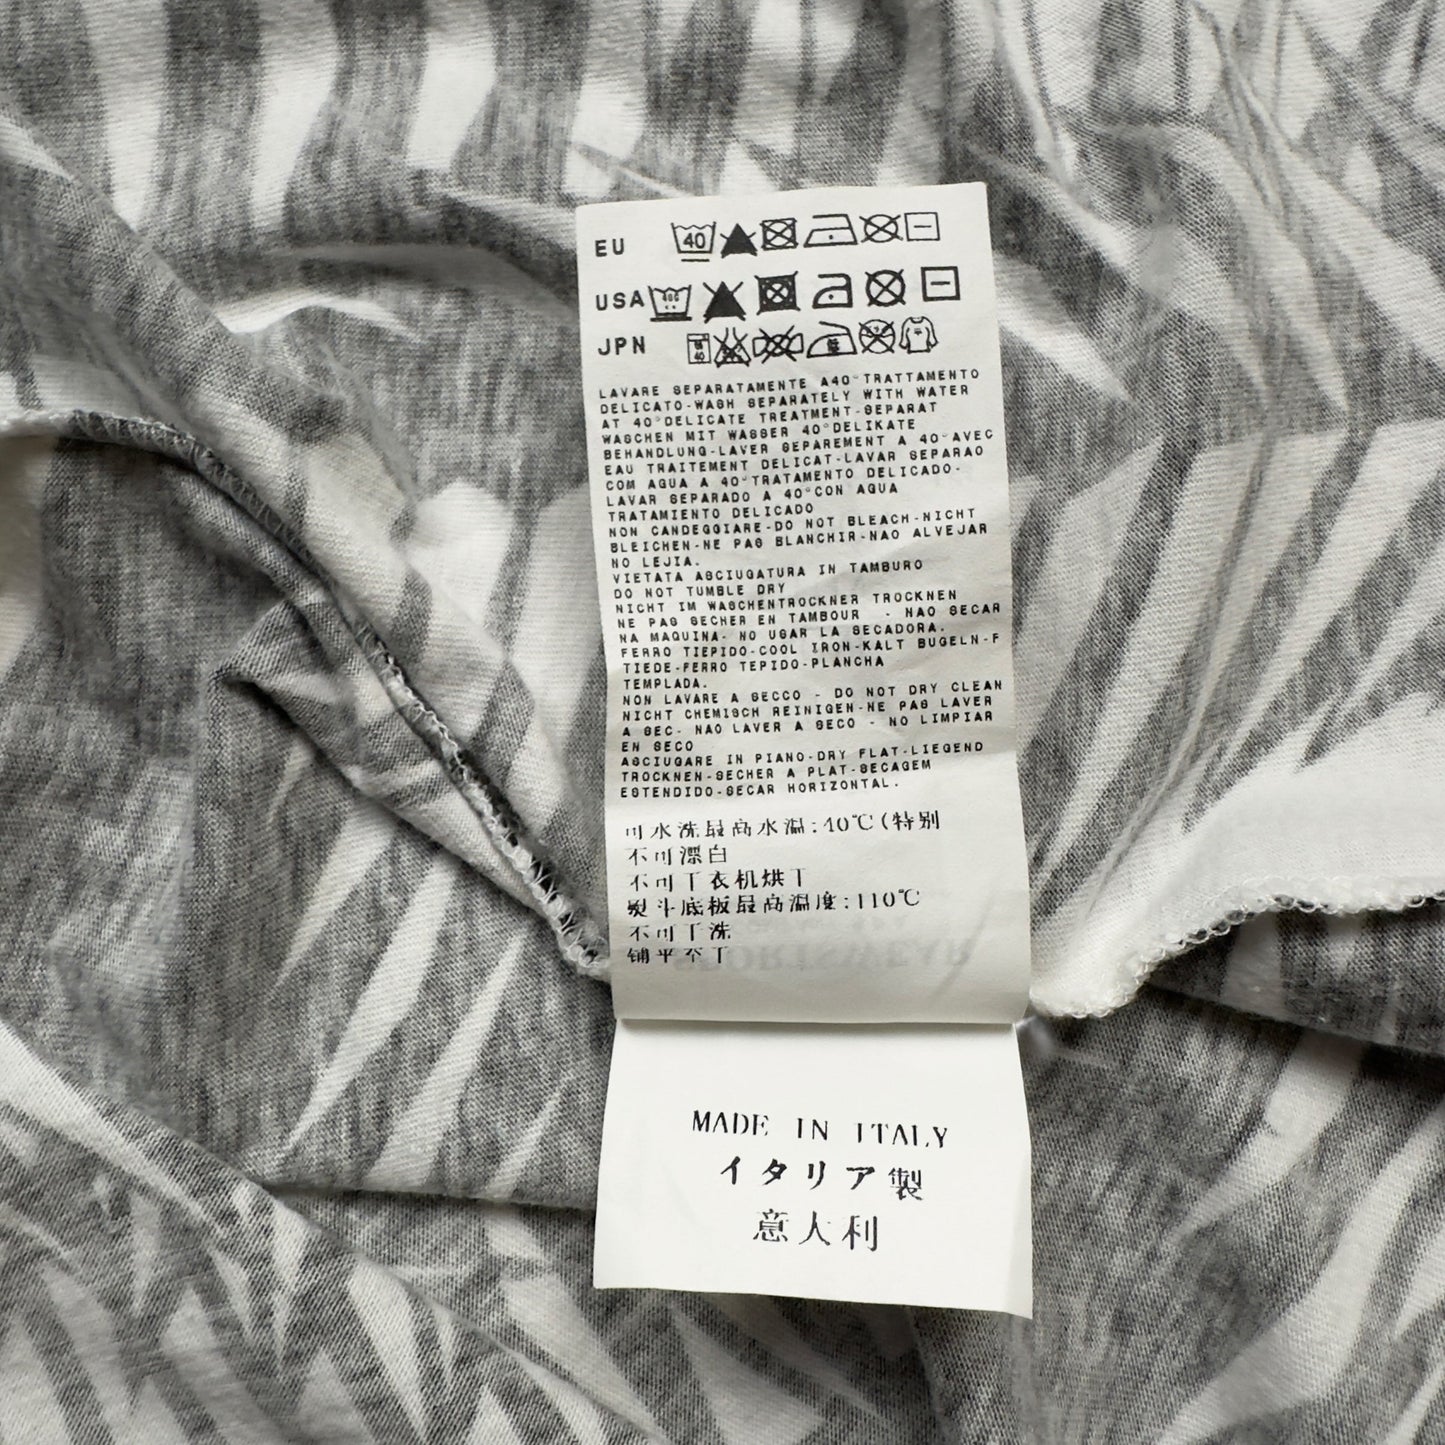 EU 40
USA
JPN 40
LAVARE SEPARATAMENTE A40°TRATTAMENTO
DELICATO-WASH SEPARATELY WITH WATER
AT 40°DELICATE TREATMENT-SEPARAT
WASCHEN MIT WASSER 40°DELIKATE
BEHANDLUNG-LAVER SEPAREMENT A 40°AVEC
EAU TRAITEMENT DELICAT-LAVAR SEPARAO
COM AGUA A 40°TRATAMENTO DELICADO-
LAVAR SEPARADO A 40°CON AGUA
TRATAMIENTO DELICADO
NON CANDEGGIARE-DO NOT BLEACH-NICHT
BLEICHEN-NE PAS BLANCHIR-NAO ALVEJAR
NO LEJIA.
VIETATA ASCIUGATURA IN TAMBURO
DO NOT TUMBLE DRY
NICHT IM WASCHENTROCKNER TROCKNEN
NE PAS SECHER EN TAMBOUR - NAO SECAR
NA MAQUINA- NO USAR LA SECADORA.
FERRO TIEPIDO-COOL IRON-KALT BUGELN-F
TIEDE-FERRO TEPIDO-PLANCHA
TEMPLADA.
NON LAVARE A SECCO - DO NOT DRY CLEAN
NICHT CHEMISCH REINIGEN-NE PAS LAVER
A SEC- NAO LAVER A SECO - NO LIMPIAR
EN SECO
ASCIUGARE IN PIANO-DRY FLAT-LIEGEND
TROCKNEN-SECHER A PLAT-SECAGEM
ESTENDIDO-SECAR HORIZONTAL.
可水洗最高水温:40℃(特别
不可漂白
不可干衣机烘干
熨斗底板最高温度:110℃
不可干洗
铺平至干
MADE IN ITALY
イタリア製
意大利